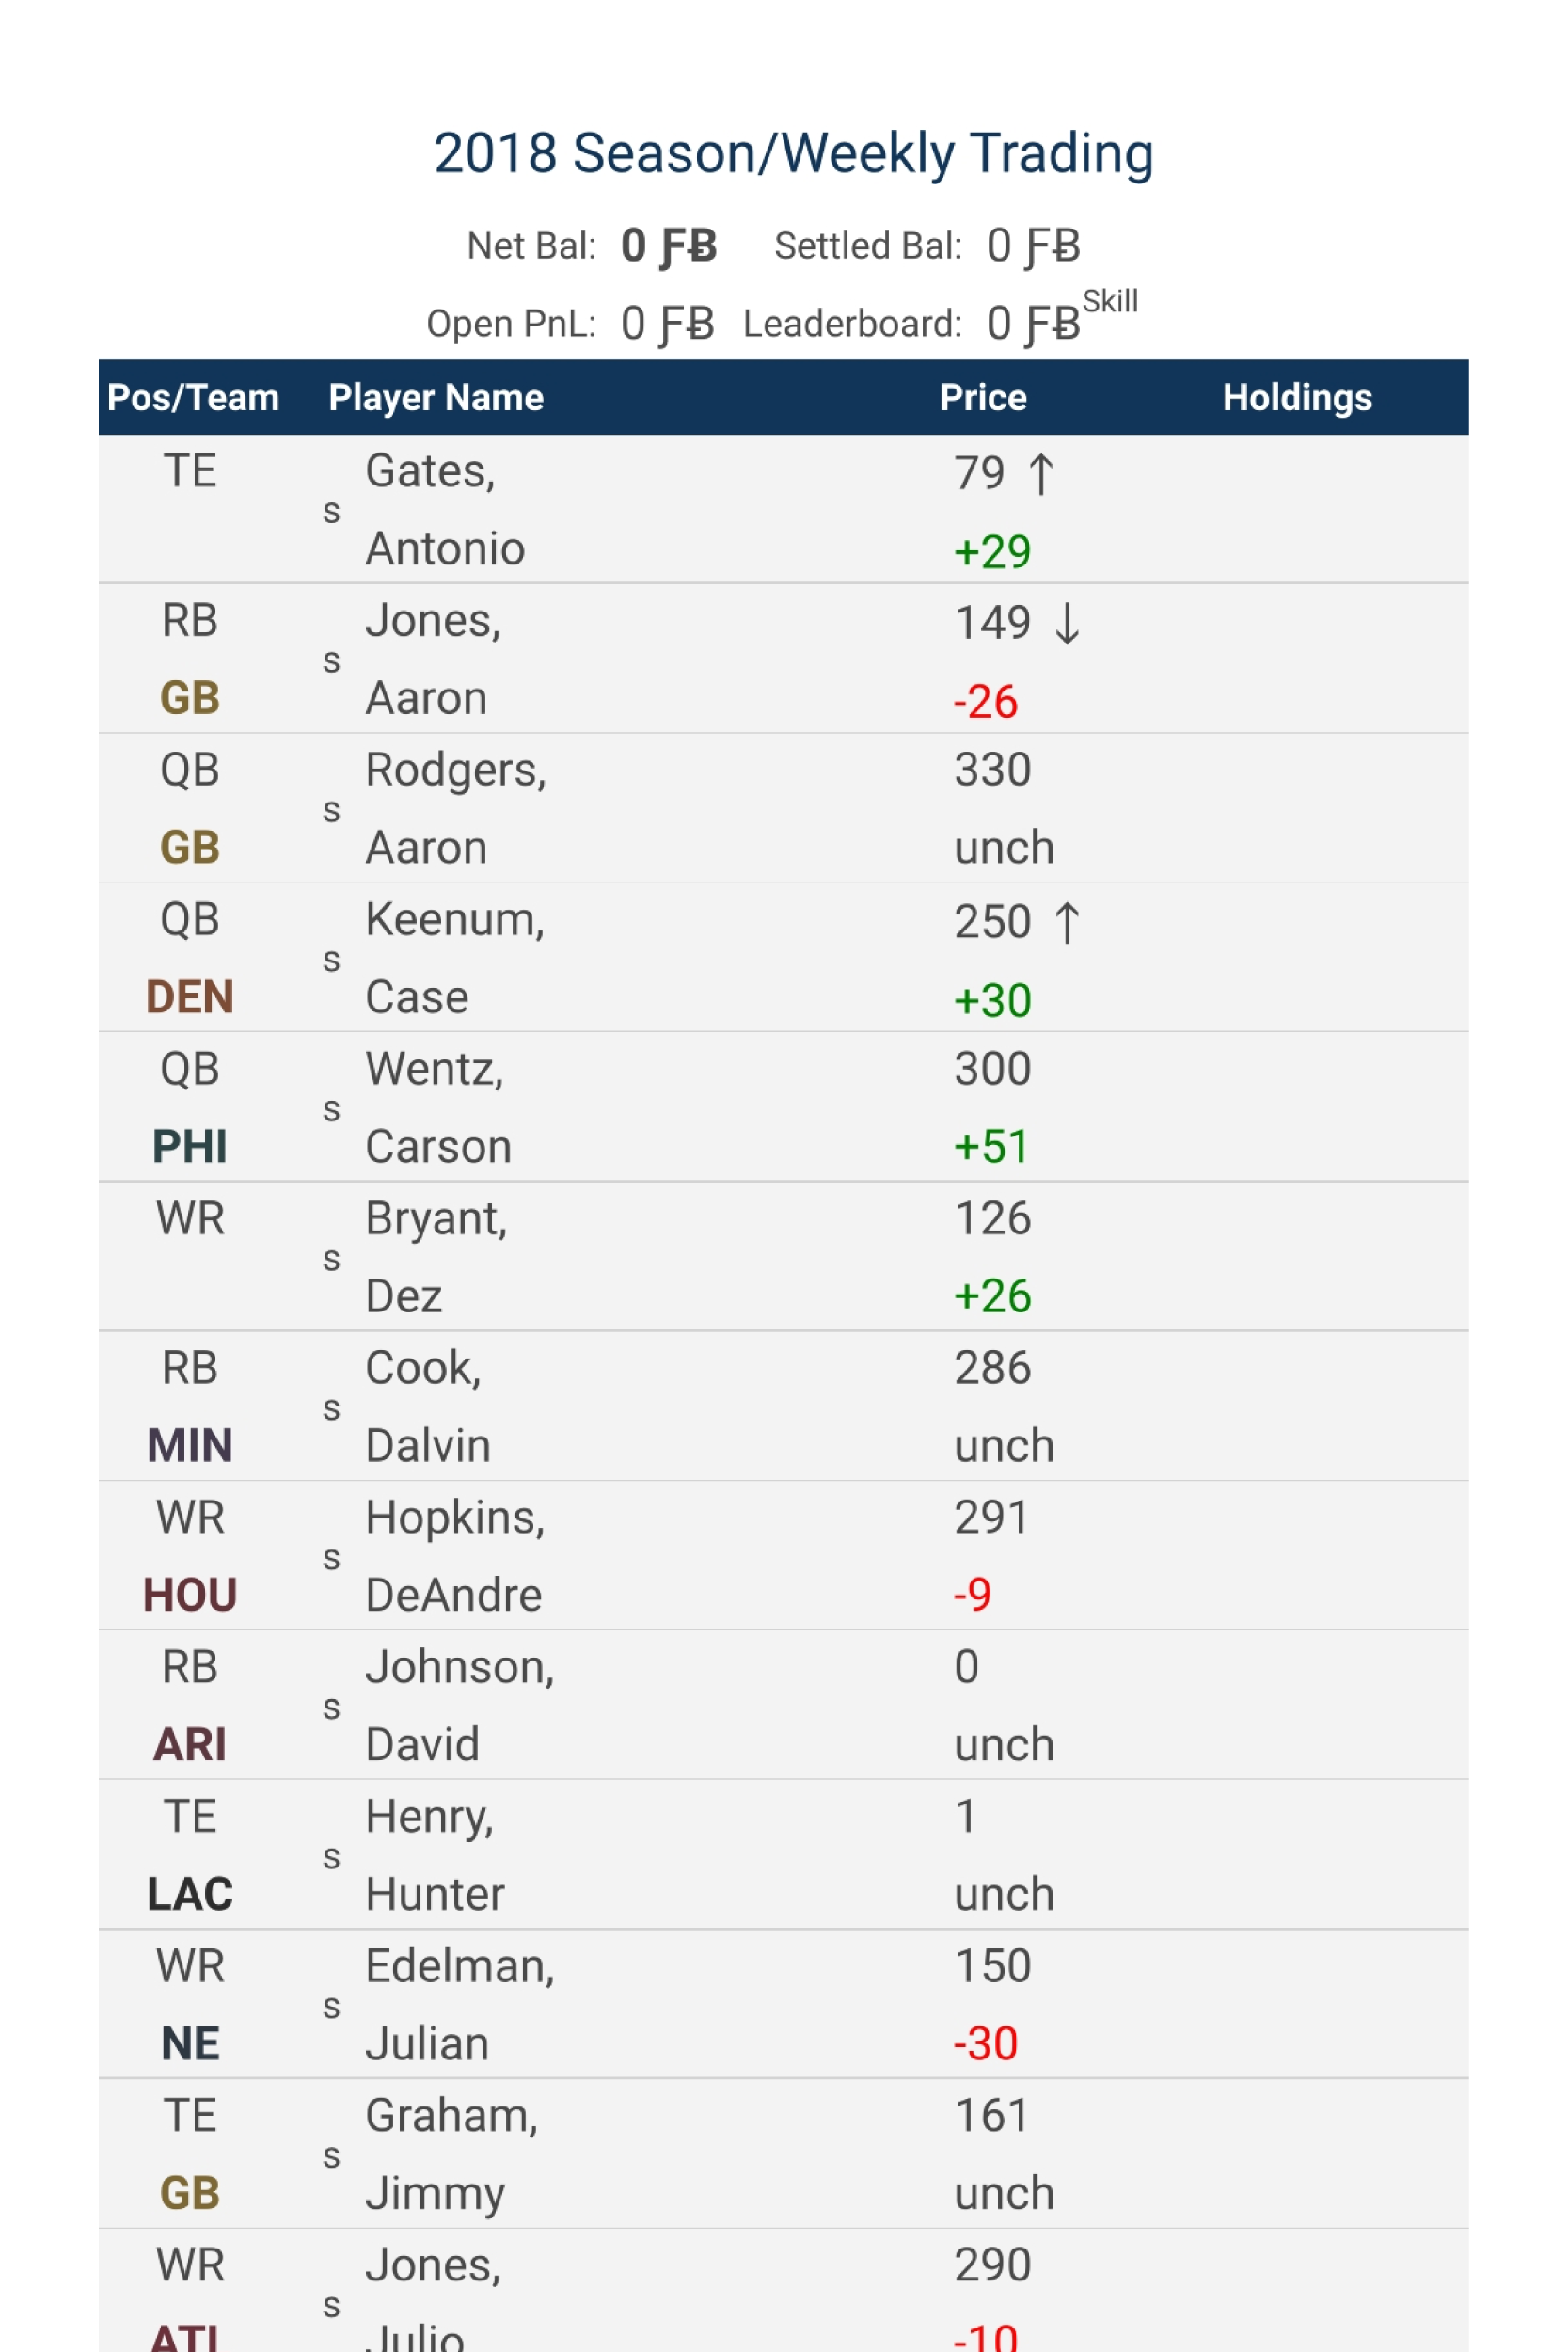 2018 Season/Weekly Trading
Net Bal: 0 ƑɃ Settled Bal: 0 ƑɃ
Open PnL: 0 ƑɃ Leaderboard: 0 ƑɃ Skill
Pos/Team Player Name Price Holdings
TE s Gates, 79 ↑
Antonio +29
RB s Jones, 149 ↓
GB Aaron -26
QB s Rodgers, 330
GB Aaron unch
QB s Keenum, 250 ↑
DEN Case +30
QB s Wentz, 300
PHI Carson +51
WR s Bryant, 126
Dez +26
RB s Cook, 286
MIN Dalvin unch
WR s Hopkins, 291
HOU DeAndre -9
RB s Johnson, 0
ARI David unch
TE s Henry, 1
LAC Hunter unch
WR s Edelman, 150
NE Julian -30
TE s Graham, 161
GB Jimmy unch
WR s Jones, 290
ATL Julio -10